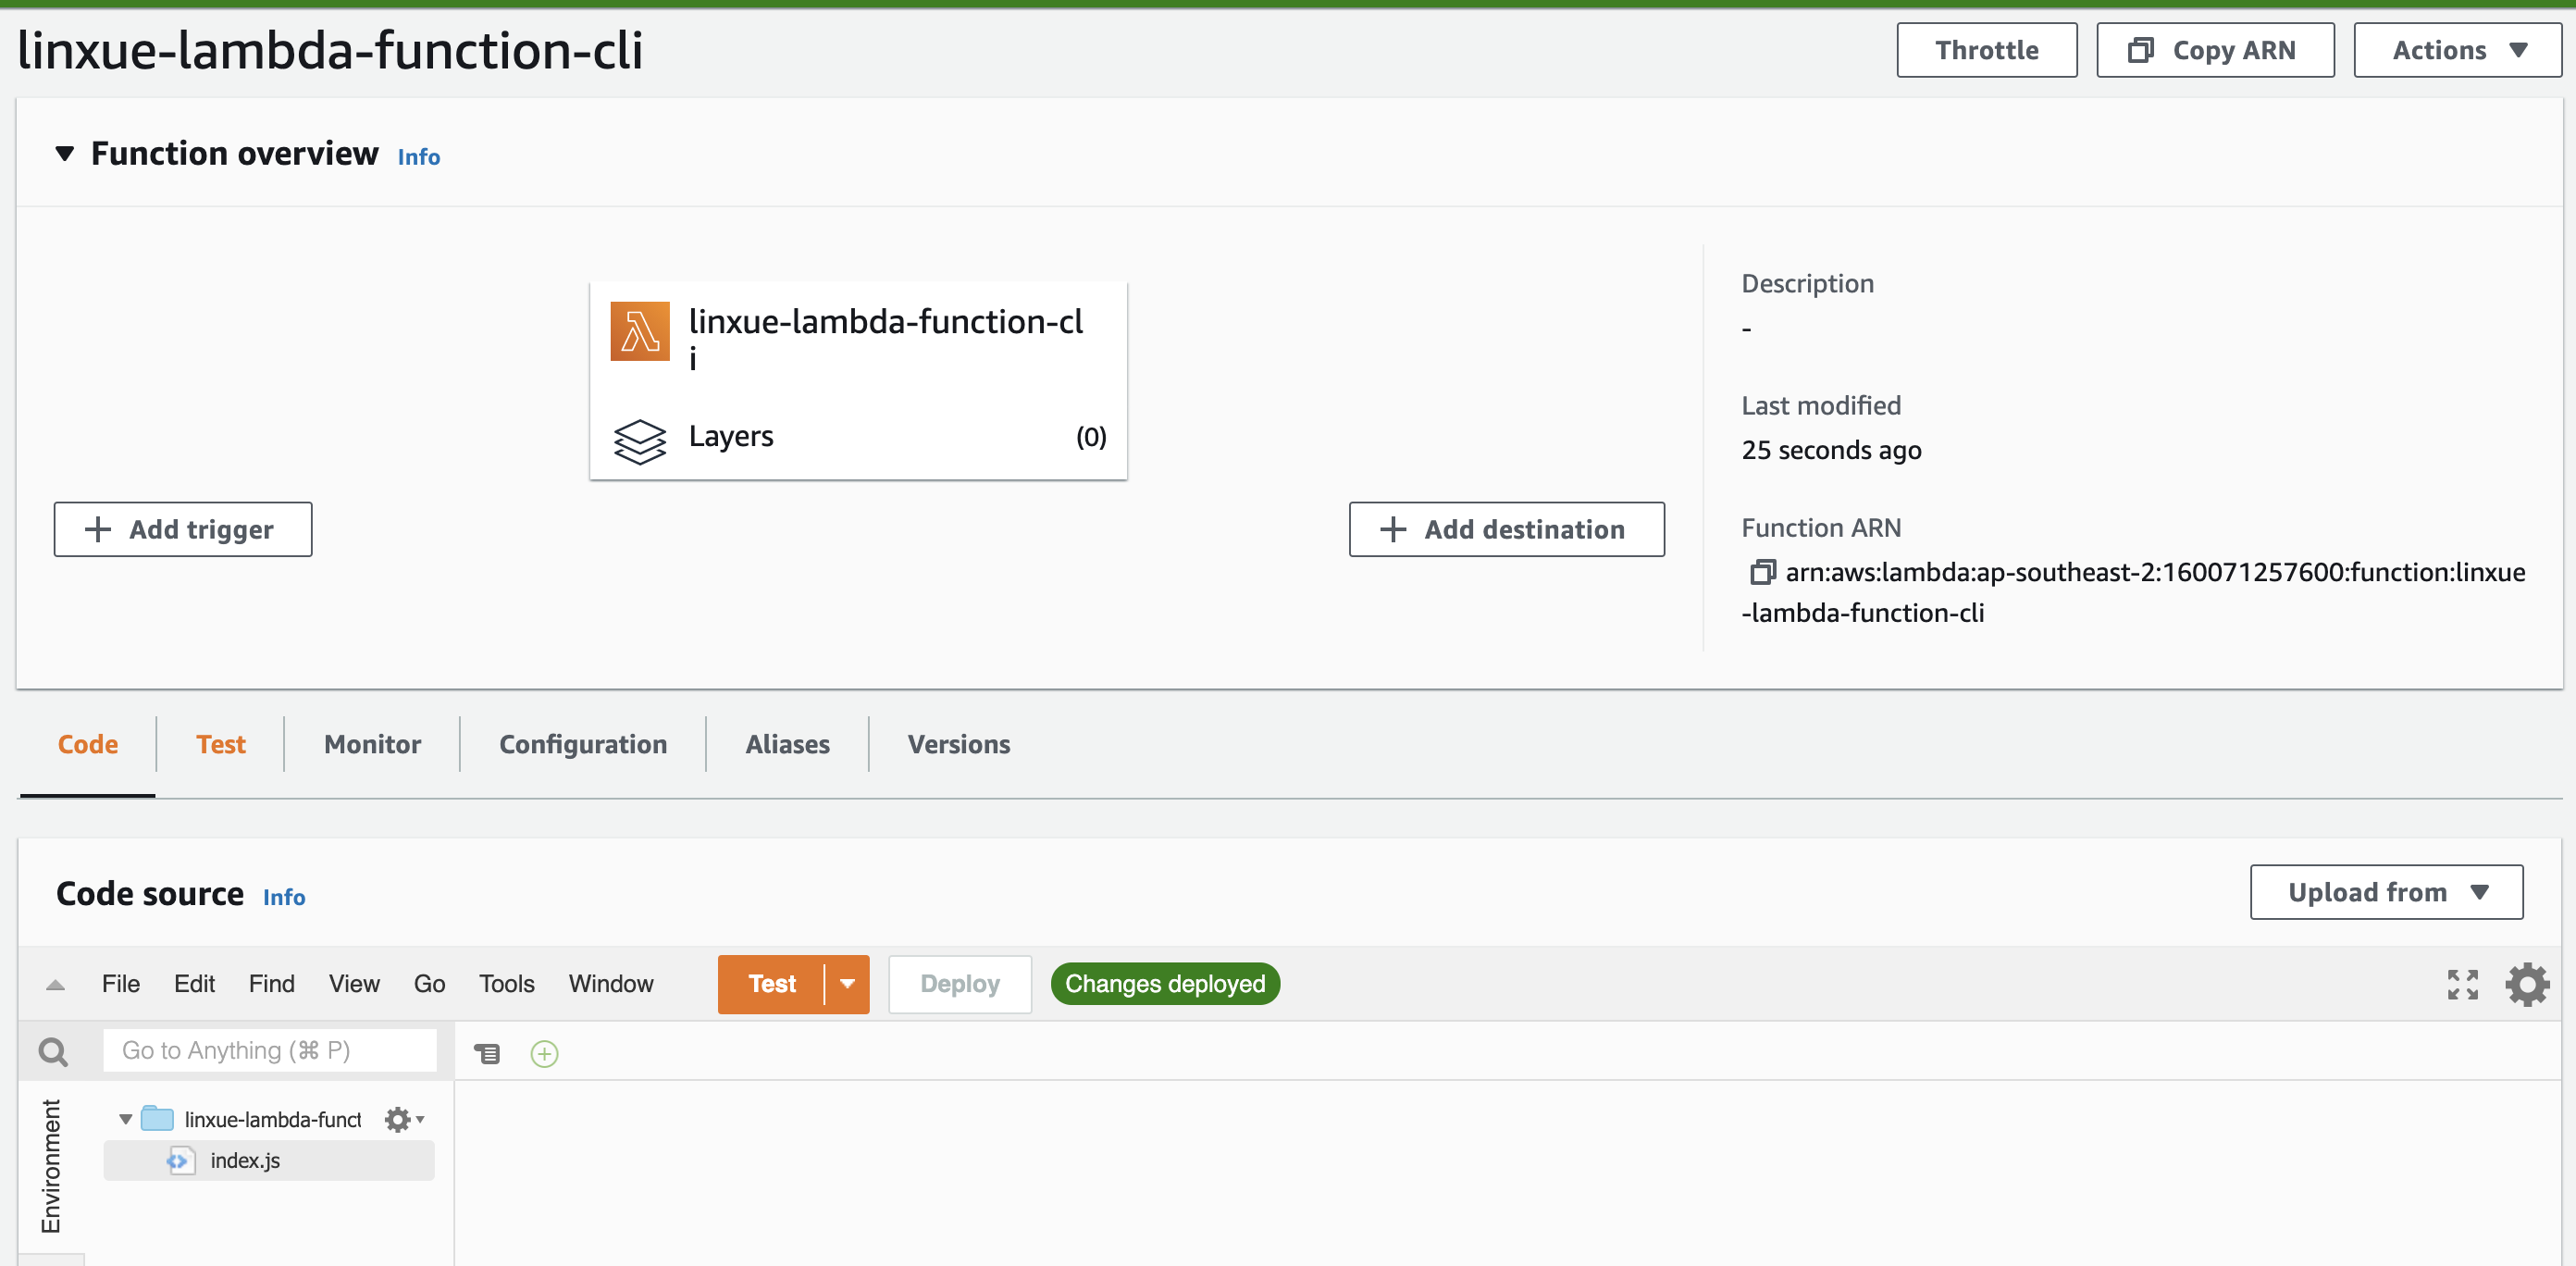 linxue-lambda-function-cli
Throttle
Copy ARN
Actions
Function overview Info
linxue-lambda-function-cl
i
Layers (0)
Add trigger
Add destination
Description
-
Last modified
25 seconds ago
Function ARN
arn:aws:lambda:ap-southeast-2:160071257600:function:linxue
-lambda-function-cli
Code Test Monitor Configuration Aliases Versions
Code source Info
Upload from
File Edit Find View Go Tools Window Test Deploy Changes deployed
Go to Anything (⌘ P)
Environment
linxue-lambda-funct
index.js